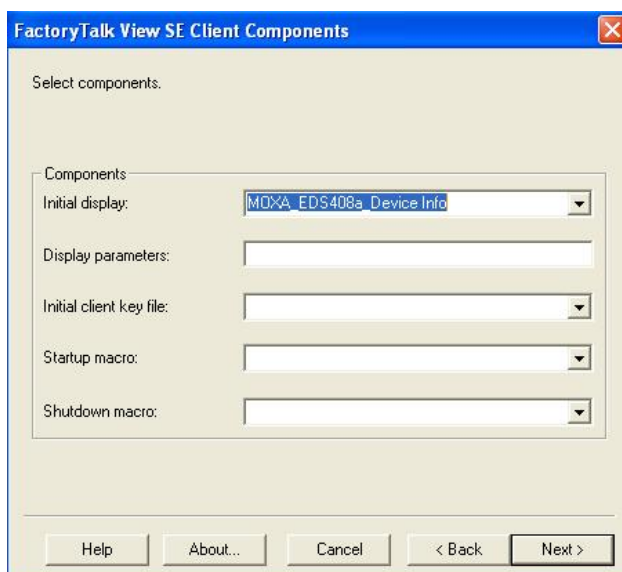 FactoryTalk View SE Client Components
Select components.
Components
Initial display: MOXA_EDS408a_Device Info
Display parameters:
Initial client key file:
Startup macro:
Shutdown macro:
Help About... Cancel < Back Next >